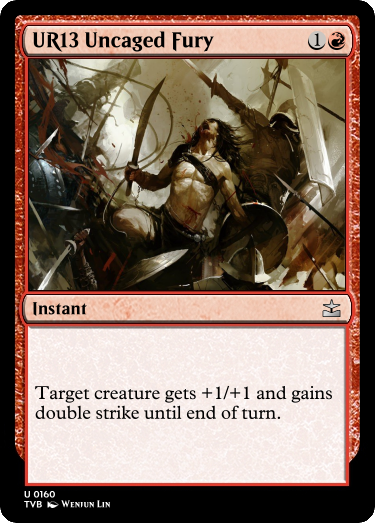 UR13 Uncaged Fury 1
Instant
Target creature gets +1/+1 and gains
double strike until end of turn.
U 0160
TVB Wenjun Lin